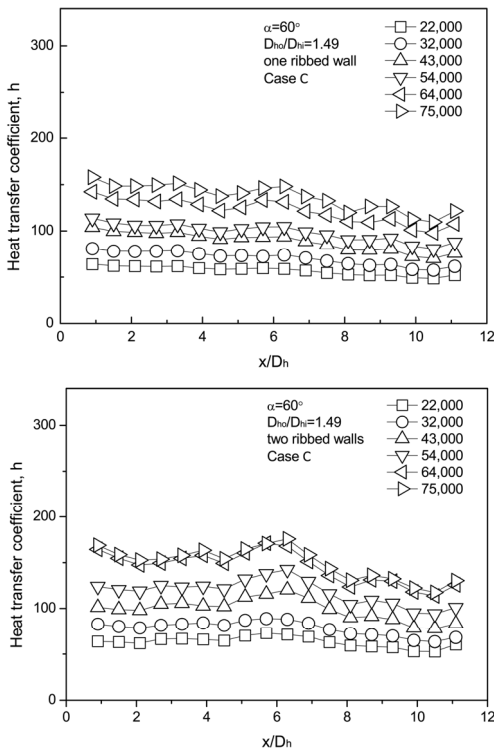 300
200
100
0
0
2
4
6
8
10
12
Heat transfer coefficient, h
x/Dh
α=60°
Dho/Dhi=1.49
one ribbed wall
Case C
22,000
32,000
43,000
54,000
64,000
75,000
300
200
100
0
0
2
4
6
8
10
12
Heat transfer coefficient, h
x/Dh
α=60°
Dho/Dhi=1.49
two ribbed walls
Case C
22,000
32,000
43,000
54,000
64,000
75,000